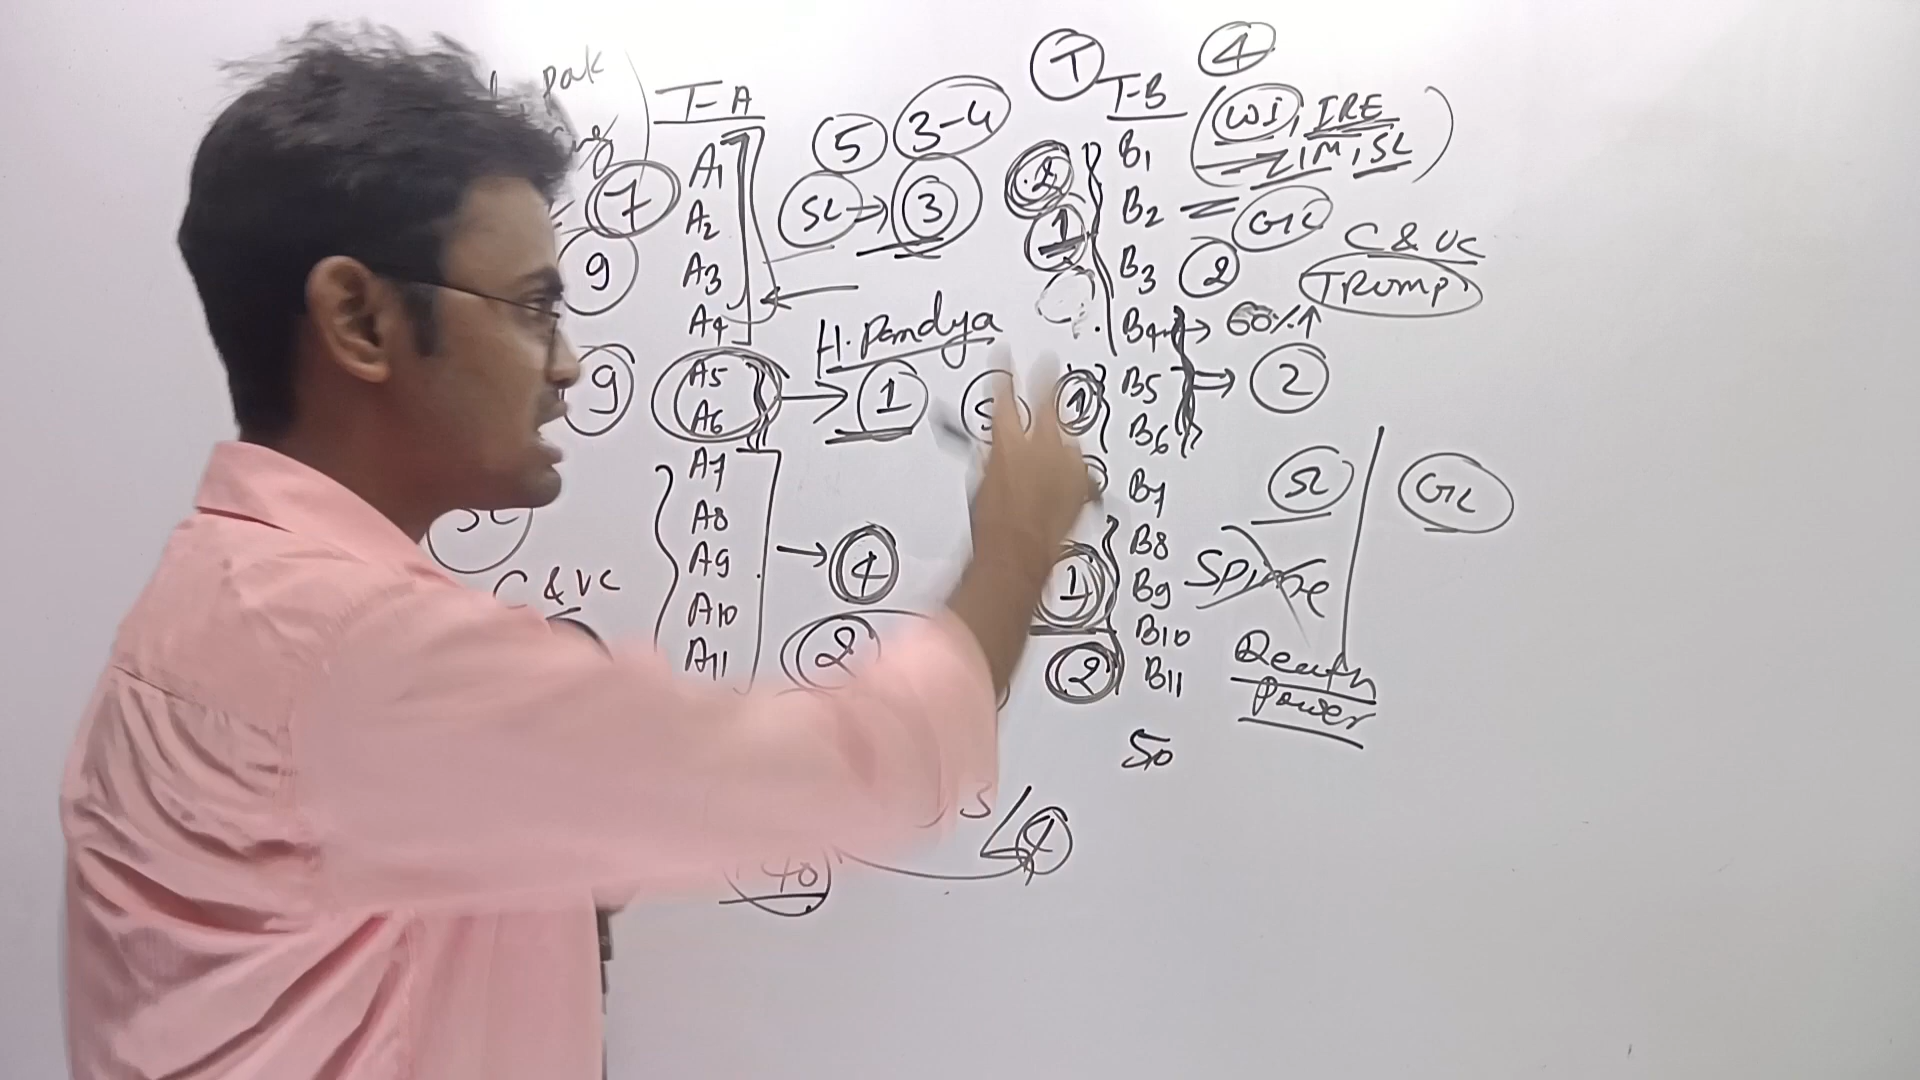 pak
T-A
A1
A2
A3
A4
A5
A6
A7
A8
A9
A10
A11
7
9
9
C & VC
5
3-4
SL → 3
H. Pandya
→ 1
→ 4
2
40
T
4
T-B
(WI, IRE
ZIM, SL)
2
1
1
1
2
B1
B2
B3
B4
B5
B6
B7
B8
B9
B10
B11
50
GL
C & VC
2
TRUMP
→ 60%↑
→ 2
SL
GL
Death
Power